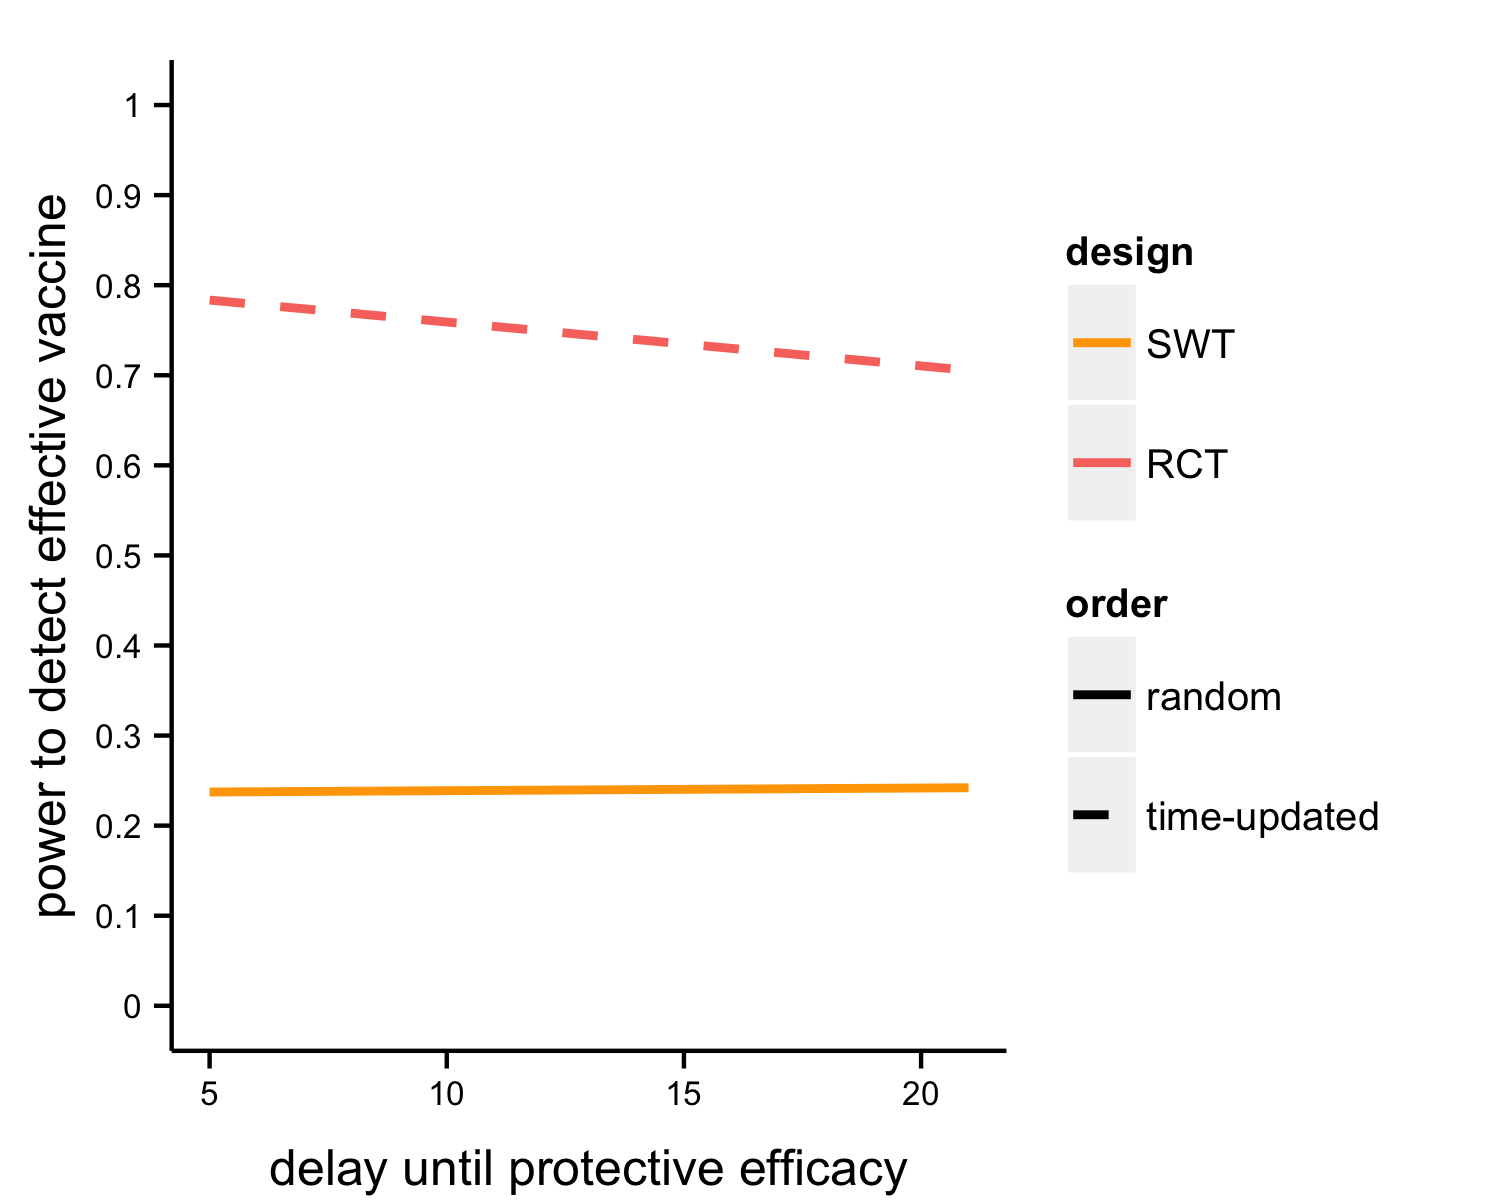 power to detect effective vaccine
1
0.9
0.8
0.7
0.6
0.5
0.4
0.3
0.2
0.1
0
5 10 15 20
delay until protective efficacy
design
SWT
RCT
order
random
time-updated